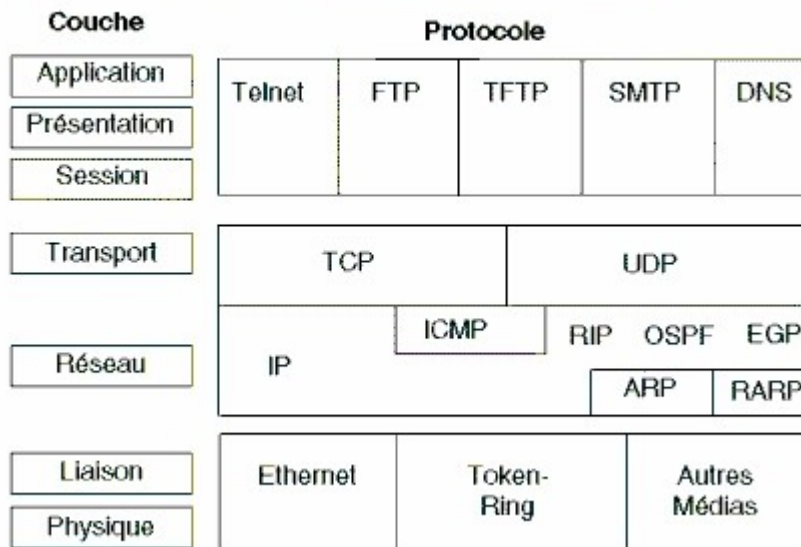 Couche
Protocole
Application
Présentation
Session
Telnet FTP TFTP SMTP DNS
Transport
TCP UDP
Réseau
IP ICMP RIP OSPF EGP
ARP RARP
Liaison
Physique
Ethernet Token-
Ring Autres
Médias